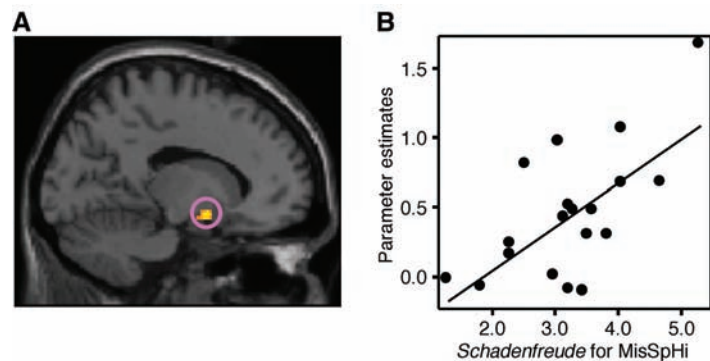 A
B
Parameter estimates
1.5
1.0
0.5
0.0
2.0 3.0 4.0 5.0
Schadenfreude for MisSpHi